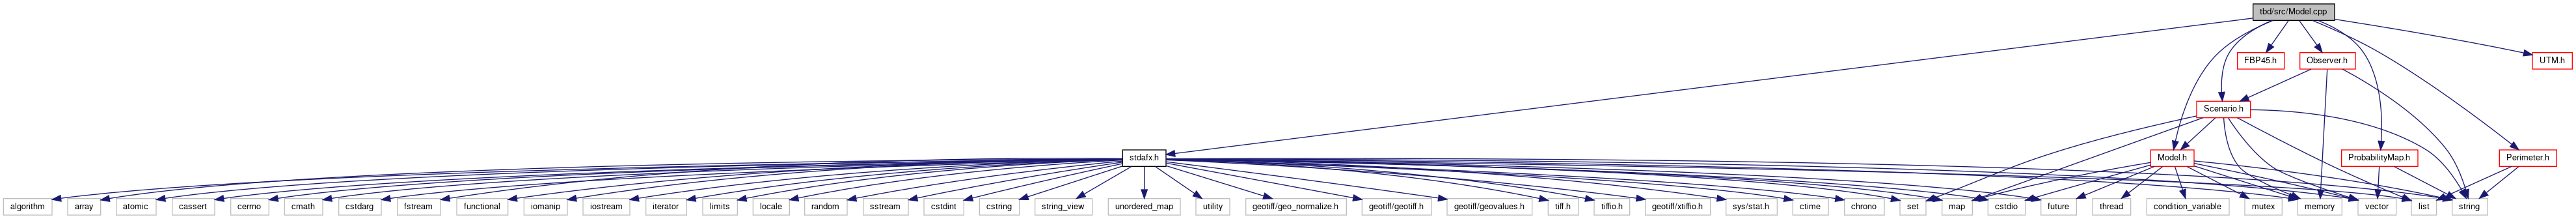 tbd/src/Model.cpp
FBP45.h
Observer.h
UTM.h
Scenario.h
stdafx.h
Model.h
ProbabilityMap.h
Perimeter.h
algorithm
array
atomic
cassert
cerrno
cmath
cstdarg
fstream
functional
iomanip
iostream
iterator
limits
locale
random
sstream
cstdint
cstring
string_view
unordered_map
utility
geotiff/geo_normalize.h
geotiff/geotiff.h
geotiff/geovalues.h
tiff.h
tiffio.h
geotiff/xtiffio.h
sys/stat.h
ctime
chrono
set
map
cstdio
future
thread
condition_variable
mutex
memory
vector
list
string